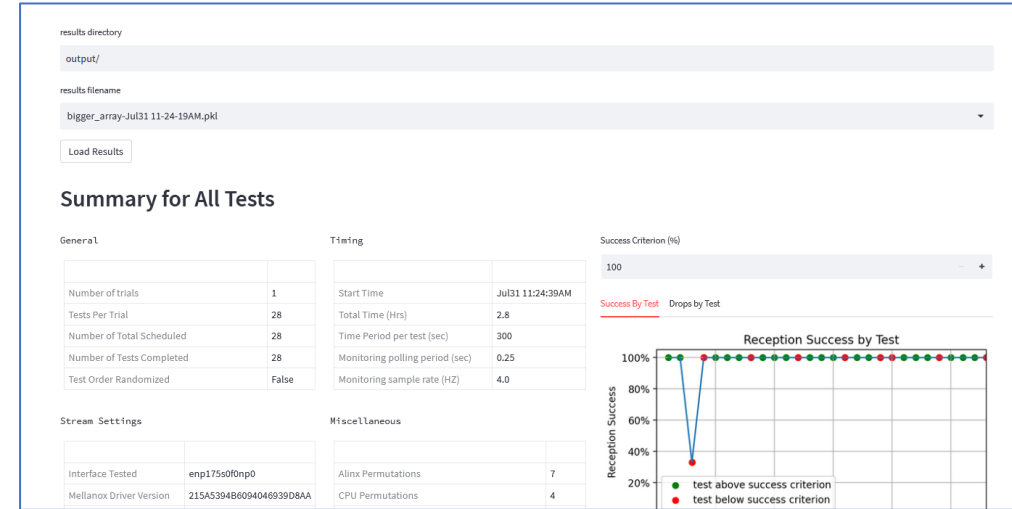 results directory
output/
results filename
bigger_array-Jul31 11-24-19AM.pkl
Load Results
Summary for All Tests
General
Number of trials 1
Tests Per Trial 28
Number of Total Scheduled 28
Number of Tests Completed 28
Test Order Randomized False
Timing
Start Time Jul31 11:24:39AM
Total Time (Hrs) 2.8
Time Period per test (sec) 300
Monitoring polling period (sec) 0.25
Monitoring sample rate (HZ) 4.0
Success Criterion (%)
100 − +
Success By Test Drops by Test
Reception Success by Test
Reception Success
100%
80%
60%
40%
20%
test above success criterion
test below success criterion
Stream Settings
Interface Tested enp175s0f0np0
Mellanox Driver Version 215A5394B6094046939D8AA
Miscellaneous
Alinx Permutations 7
CPU Permutations 4